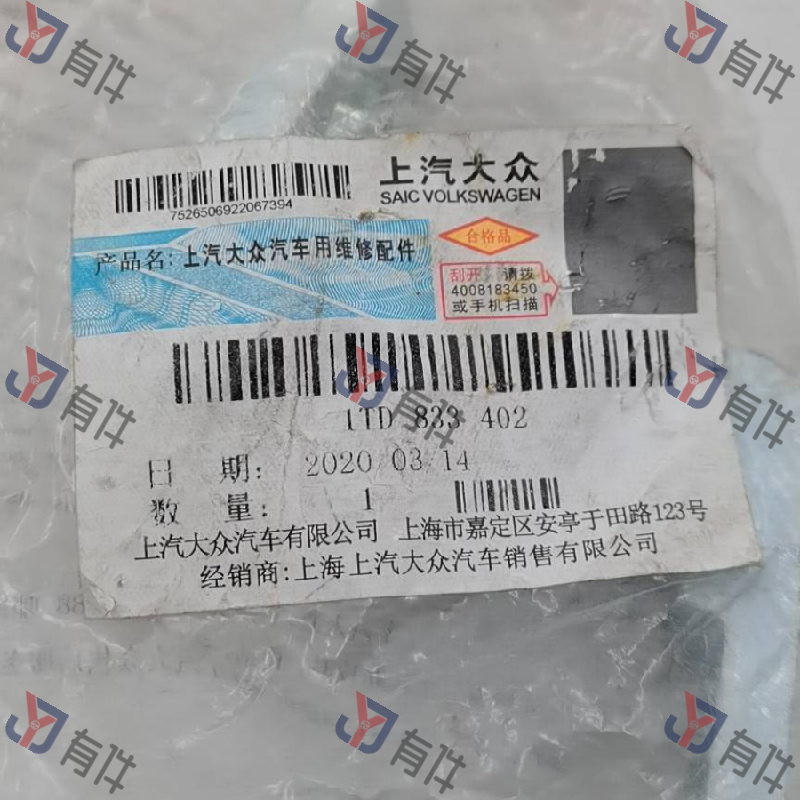 有件
有件
有件
上汽大众
SAIC VOLKSWAGEN
7526506922067394
合格品
产品名: 上汽大众汽车用维修配件
刮开 请拨
4008183450
或手机扫描
有件
有件
有件
1TD 833 402
日 期: 2020 03 14
数 量: 1
上汽大众汽车有限公司 上海市嘉定区安亭于田路123号
经销商:上海上汽大众汽车销售有限公司
有件
有件
有件